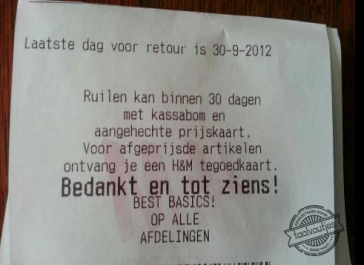 Laatste dag voor retour is 30-9-2012
Ruilen kan binnen 30 dagen
met kassabom en
aangehechte prijskaart.
Voor afgeprijsde artikelen
ontvang je een H&M tegoedkaart.
Bedankt en tot ziens!
BEST BASICS!
OP ALLE
AFDELINGEN
taalvoutjes